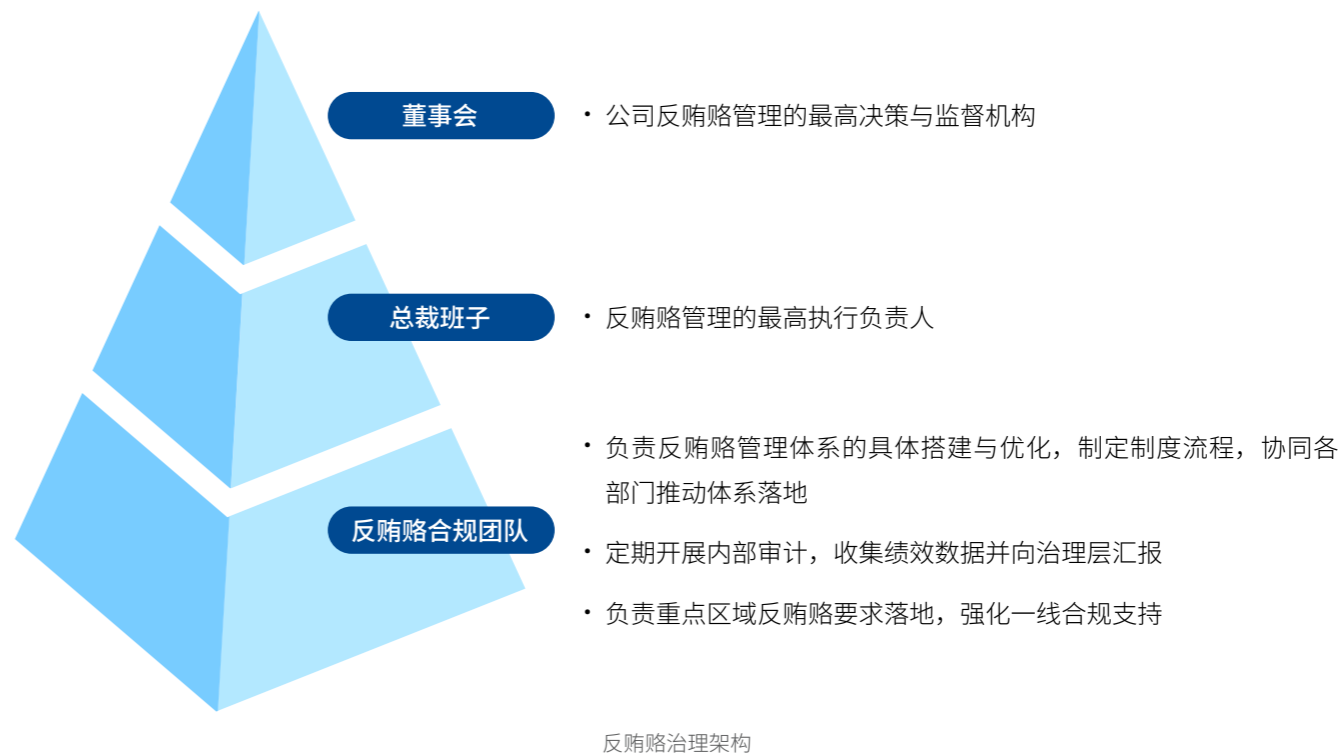 董事会
• 公司反贿赂管理的最高决策与监督机构
总裁班子
• 反贿赂管理的最高执行负责人
反贿赂合规团队
• 负责反贿赂管理体系的具体搭建与优化，制定制度流程，协同各
部门推动体系落地
• 定期开展内部审计，收集绩效数据并向治理层汇报
• 负责重点区域反贿赂要求落地，强化一线合规支持
反贿赂治理架构